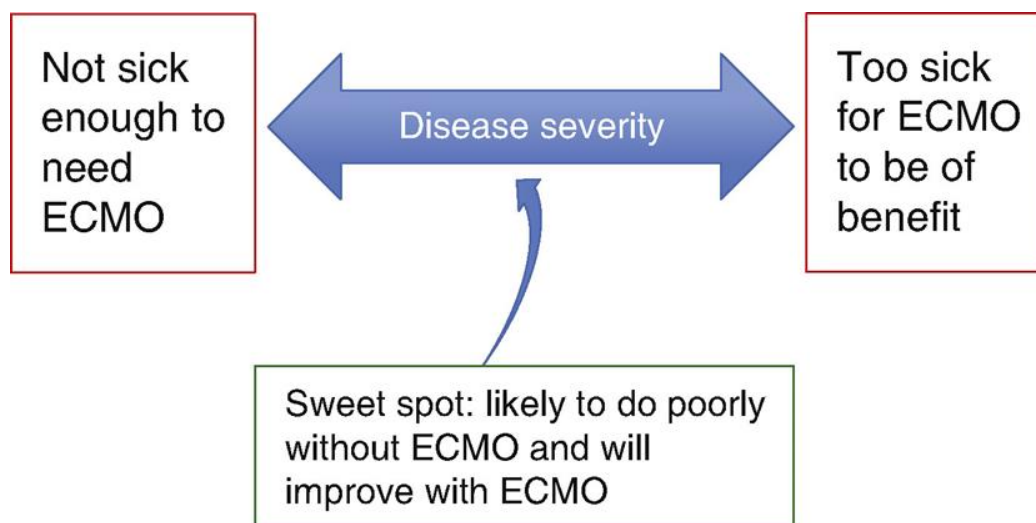 Not sick
enough to
need
ECMO
Disease severity
Too sick
for ECMO
to be of
benefit
Sweet spot: likely to do poorly
without ECMO and will
improve with ECMO